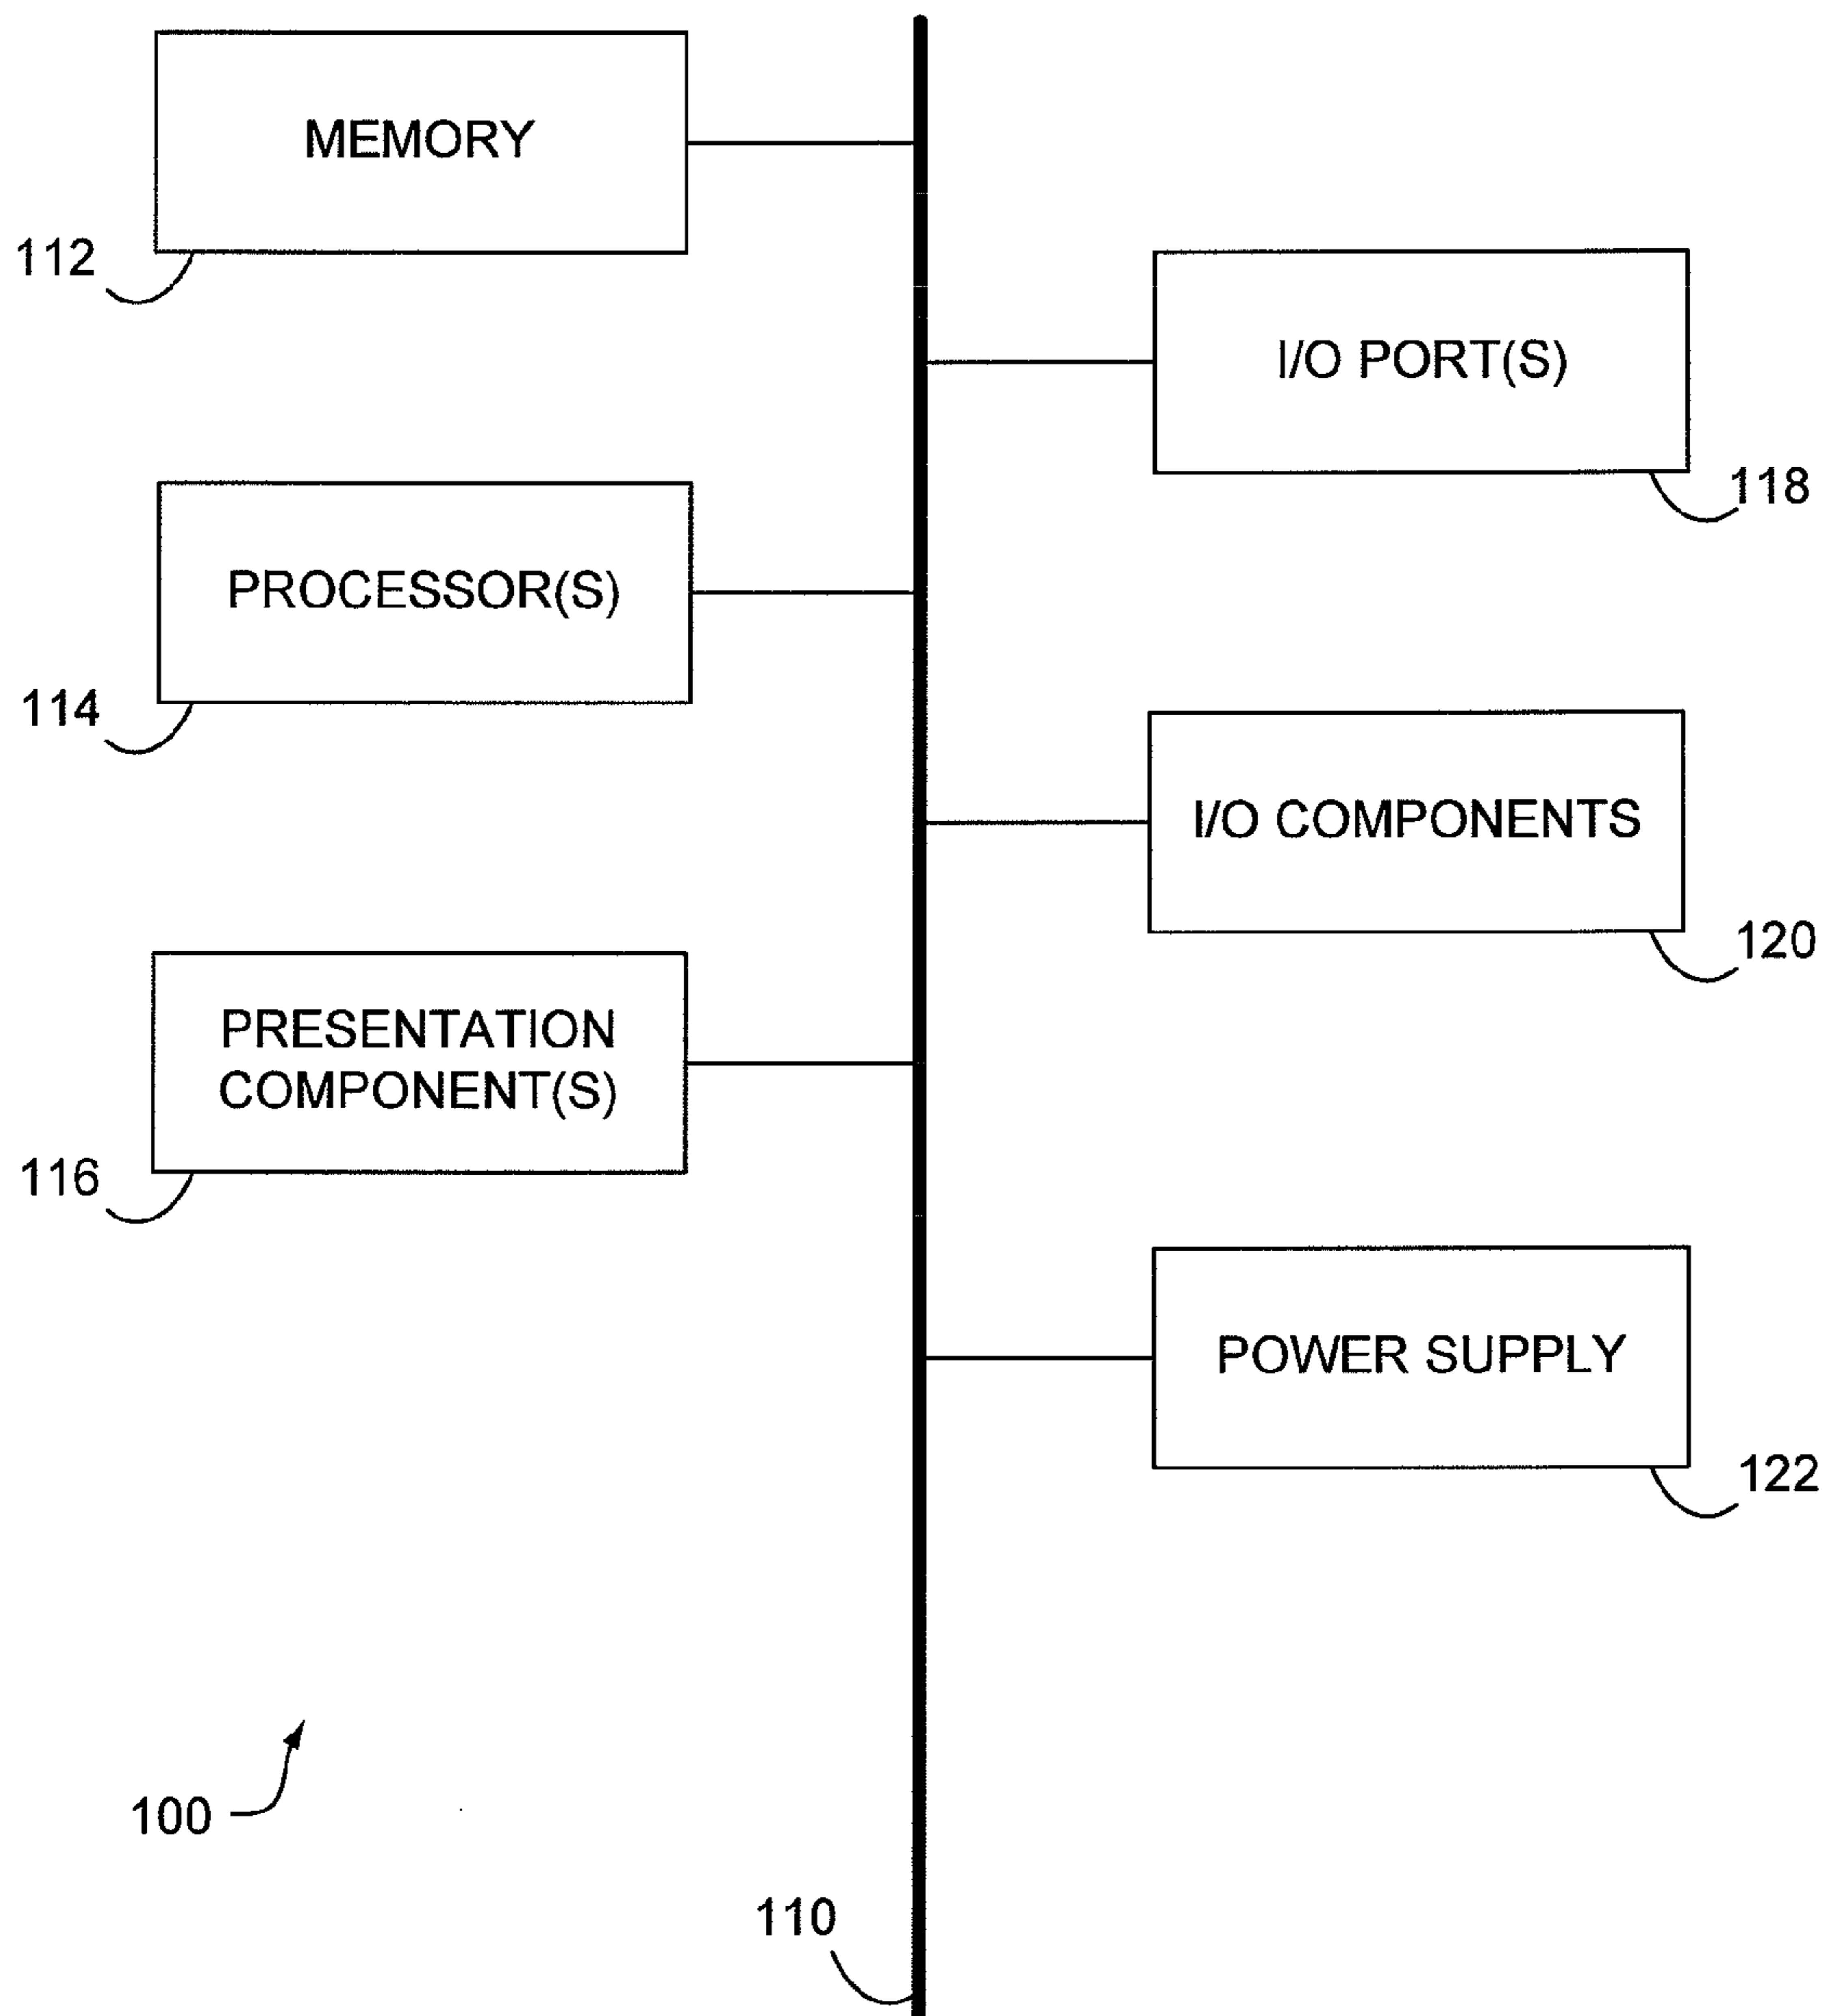 MEMORY
112
I/O PORT(S)
118
PROCESSOR(S)
114
I/O COMPONENTS
120
PRESENTATION
COMPONENT(S)
116
POWER SUPPLY
122
100
110